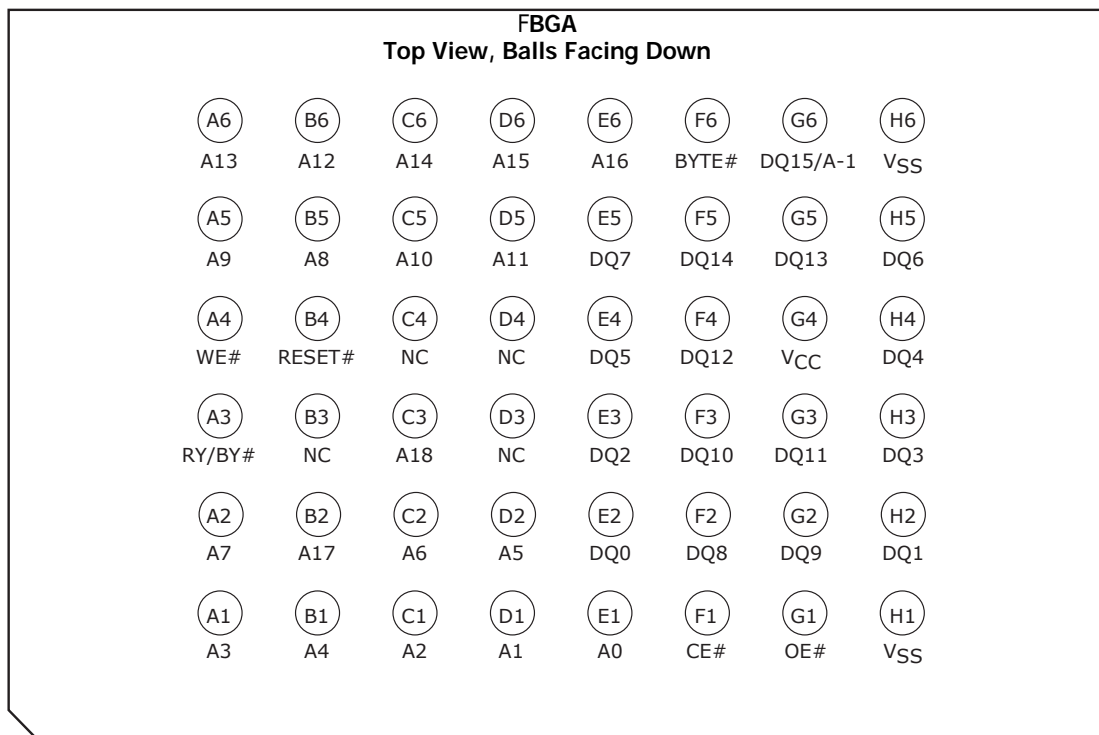 FBGA
Top View, Balls Facing Down
A6 B6 C6 D6 E6 F6 G6 H6
A13 A12 A14 A15 A16 BYTE# DQ15/A-1 VSS
A5 B5 C5 D5 E5 F5 G5 H5
A9 A8 A10 A11 DQ7 DQ14 DQ13 DQ6
A4 B4 C4 D4 E4 F4 G4 H4
WE# RESET# NC NC DQ5 DQ12 VCC DQ4
A3 B3 C3 D3 E3 F3 G3 H3
RY/BY# NC A18 NC DQ2 DQ10 DQ11 DQ3
A2 B2 C2 D2 E2 F2 G2 H2
A7 A17 A6 A5 DQ0 DQ8 DQ9 DQ1
A1 B1 C1 D1 E1 F1 G1 H1
A3 A4 A2 A1 A0 CE# OE# VSS